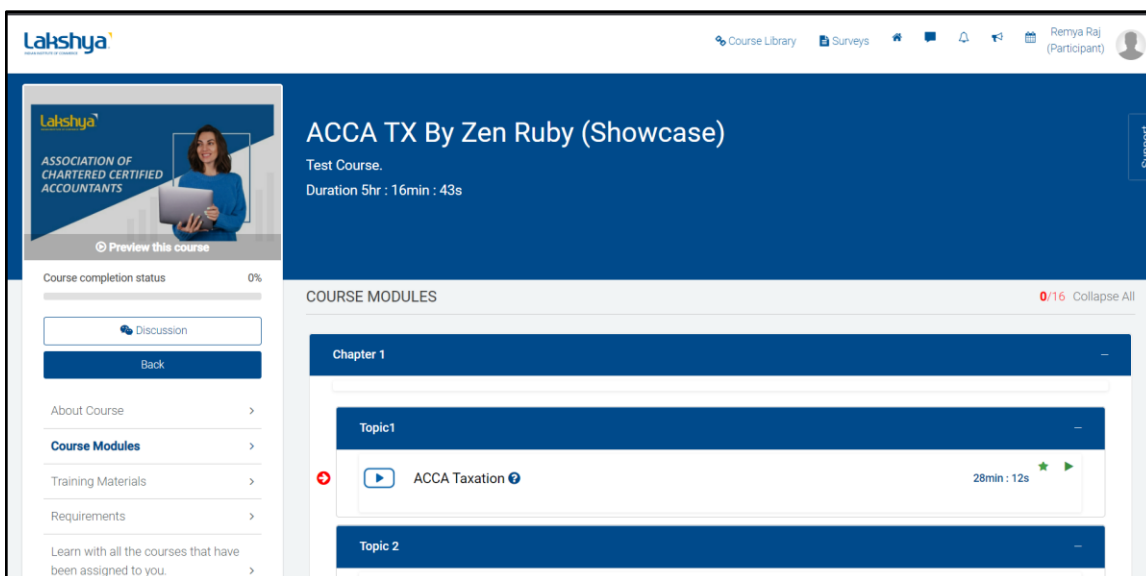 Lakshya
Course Library
Surveys
Remya Raj
(Participant)
Lakshya
ASSOCIATION OF
CHARTERED CERTIFIED
ACCOUNTANTS
Preview this course
Course completion status 0%
Discussion
Back
About Course
Course Modules
Training Materials
Requirements
Learn with all the courses that have
been assigned to you.
ACCA TX By Zen Ruby (Showcase)
Test Course.
Duration 5hr : 16min : 43s
Support
COURSE MODULES
0/16 Collapse All
Chapter 1
Topic1
ACCA Taxation
28min : 12s
Topic 2